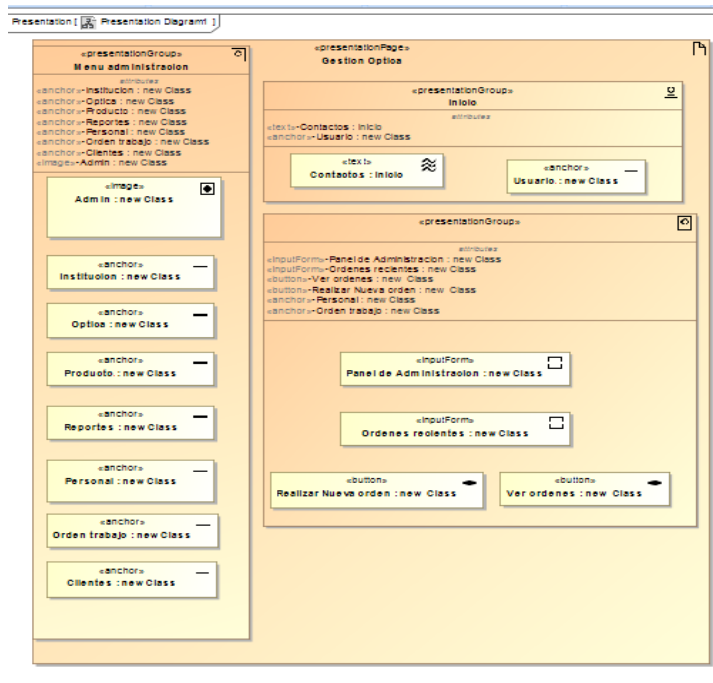 Presentation [ Presentation Diagram1 ]
«presentationPage»
Gestion Optica
«presentationGroup»
Menu administracion
attributes
«anchor»-Institucion : new Class
«anchor»-Optica : new Class
«anchor»-Producto : new Class
«anchor»-Reportes : new Class
«anchor»-Personal : new Class
«anchor»-Orden trabajo : new Class
«anchor»-Clientes : new Class
«image»-Admin : new Class
«image»
Admin : new Class
«anchor»
Institucion : new Class
«anchor»
Optica : new Class
«anchor»
Producto. : new Class
«anchor»
Reportes : new Class
«anchor»
Personal : new Class
«anchor»
Orden trabajo : new Class
«anchor»
Clientes : new Class
«presentationGroup»
Inicio
attributes
«text»-Contactos : Inicio
«anchor»-Usuario : new Class
«text»
Contactos : Inicio
«anchor»
Usuario. : new Class
«presentationGroup»
attributes
«inputForm»-Panel de Administracion : new Class
«inputForm»-Ordenes recientes : new Class
«button»-Ver ordenes : new Class
«button»-Realizar Nueva orden : new Class
«anchor»-Personal : new Class
«anchor»-Orden trabajo : new Class
«inputForm»
Panel de Administracion : new Class
«inputForm»
Ordenes recientes : new Class
«button»
Realizar Nueva orden : new Class
«button»
Ver ordenes : new Class